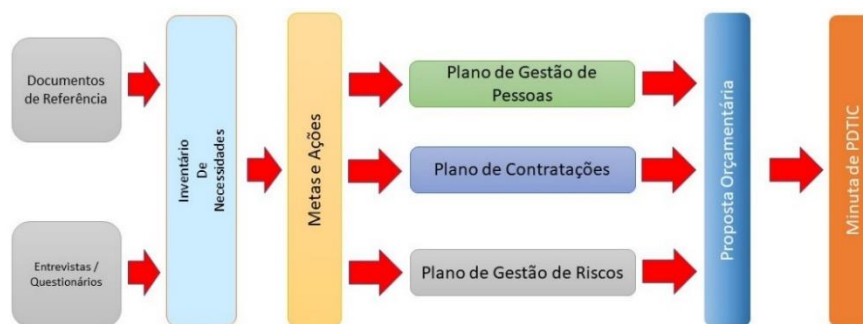 Documentos
de Referência
Entrevistas /
Questionários
Inventário
De
Necessidades
Metas e Ações
Plano de Gestão de
Pessoas
Plano de Contratações
Plano de Gestão de Riscos
Proposta Orçamentária
Minuta de PDTIC